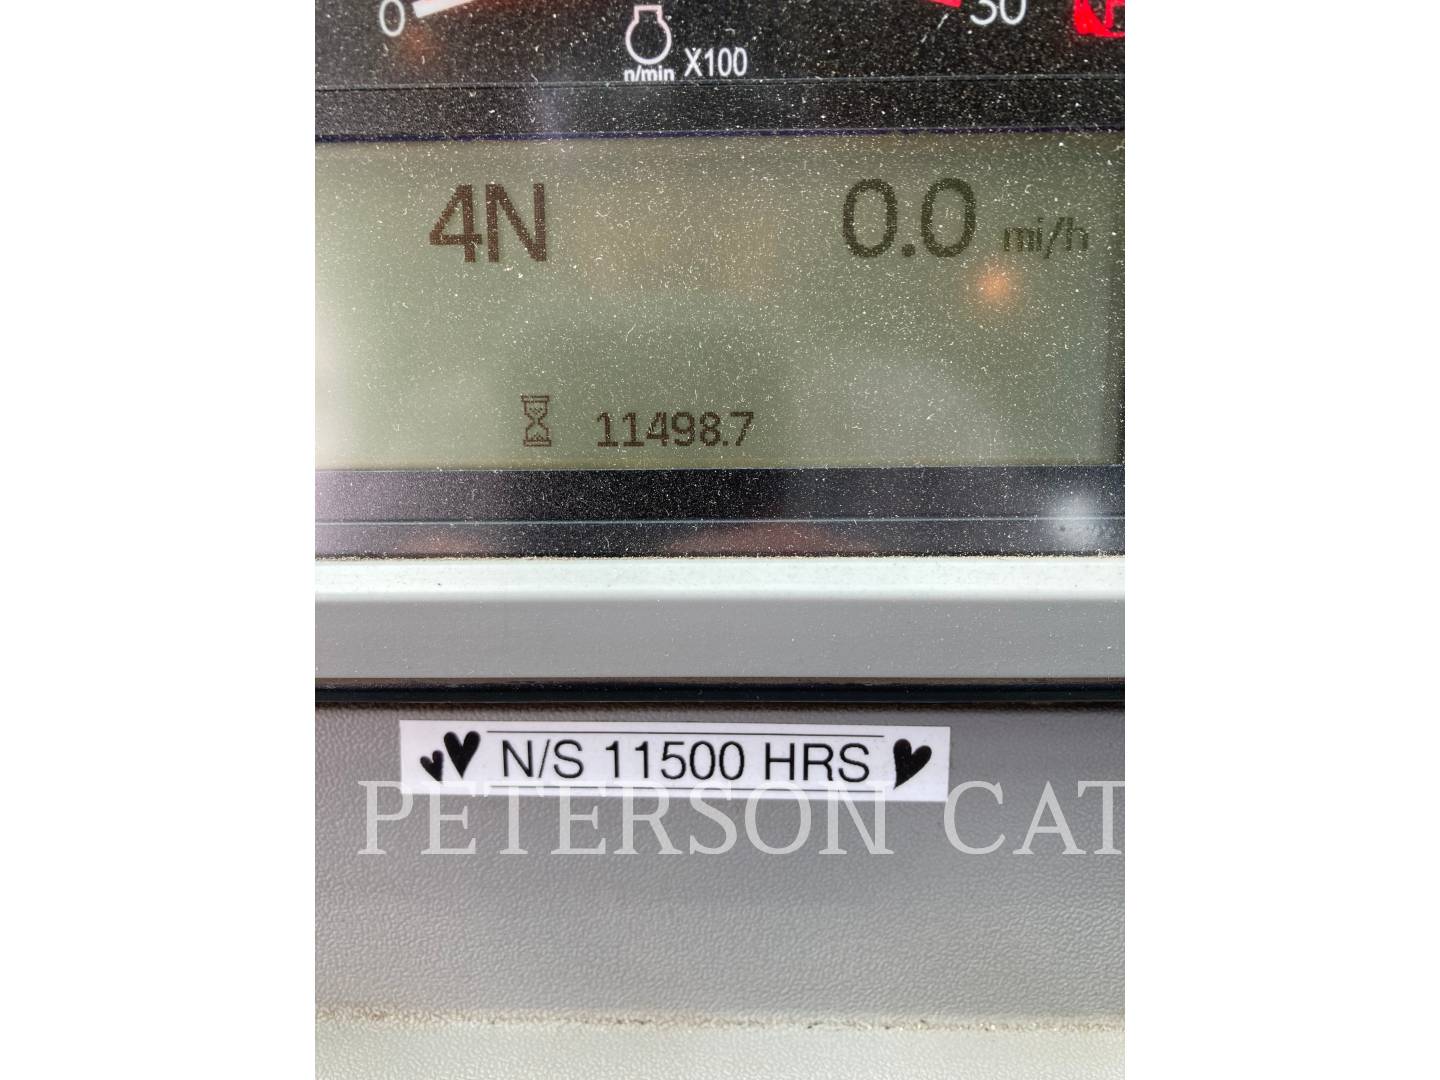 0 30
n/min X100
4N 0.0 mi/h
11498.7
N/S 11500 HRS
PETERSON CAT